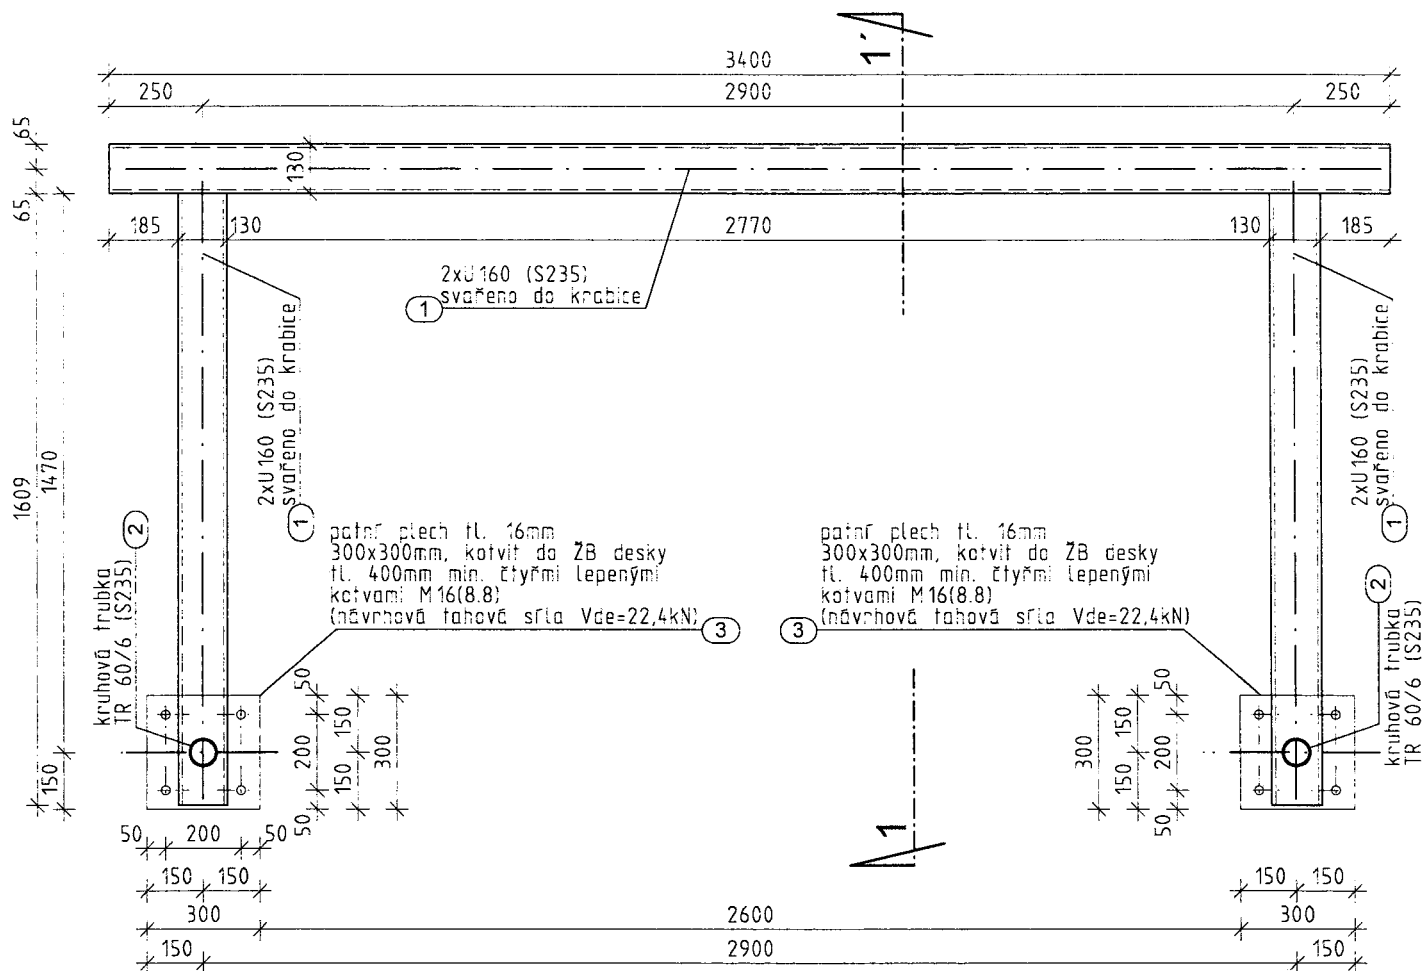 1'
3400
250
2900
250
65
65
130
185
130
2770
130
185
2xU160 (S235)
svařeno do krabice
1
2xU160 (S235)
svařeno do krabice
1
2xU160 (S235)
svařeno do krabice
1
1609
1470
150
kruhová trubka
TR 60/6 (S235)
2
patní plech tl. 16mm
300x300mm, kotvit do ŽB desky
tl. 400mm min. čtyřmi lepenými
kotvami M16(8.8)
(návrhová tahová síla Vde=22,4kN)
3
patní plech tl. 16mm
300x300mm, kotvit do ŽB desky
tl. 400mm min. čtyřmi lepenými
kotvami M16(8.8)
(návrhová tahová síla Vde=22,4kN)
3
kruhová trubka
TR 60/6 (S235)
2
50
200
50
150
150
300
300
150
150
50
200
50
1
50
200
50
150
150
150
150
300
2600
300
150
2900
150